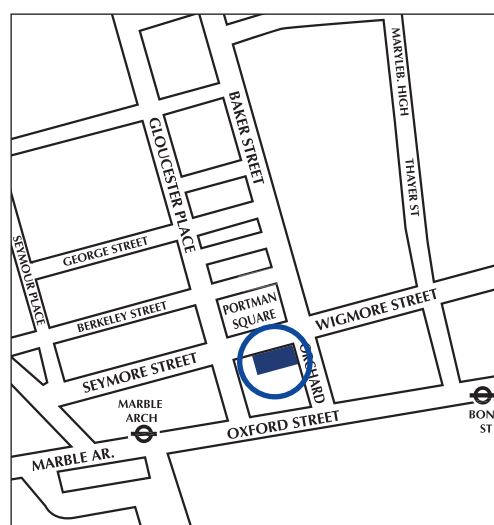 MARYLEB. HIGH
THAYER ST
BAKER STREET
GLOUCESTER PLACE
GEORGE STREET
SEYMOUR PLACE
BERKELEY STREET
PORTMAN
SQUARE
WIGMORE STREET
SEYMORE STREET
ORCHARD
MARBLE
ARCH
OXFORD STREET
BON
ST
MARBLE AR.